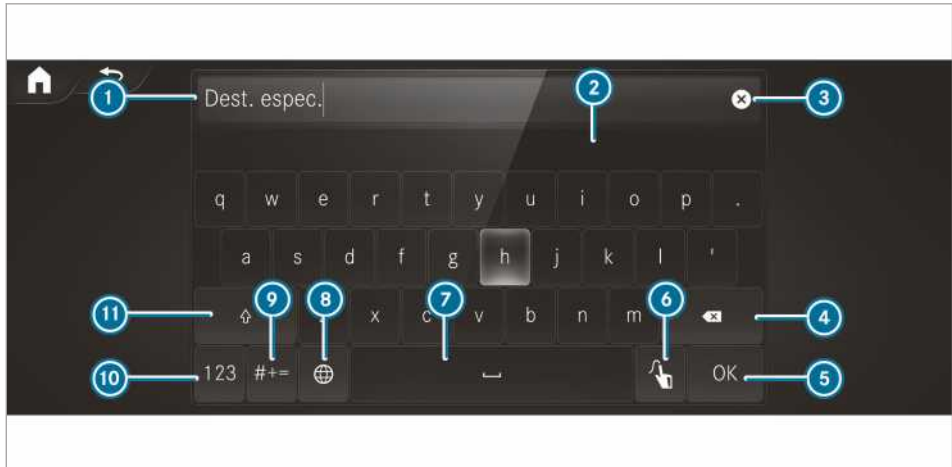 Dest. espec.
1 2 3
q w e r t y u i o p .
a s d f g h j k l '
11 9 8 7 6 4
x c v b n m
10 123 #+= OK 5